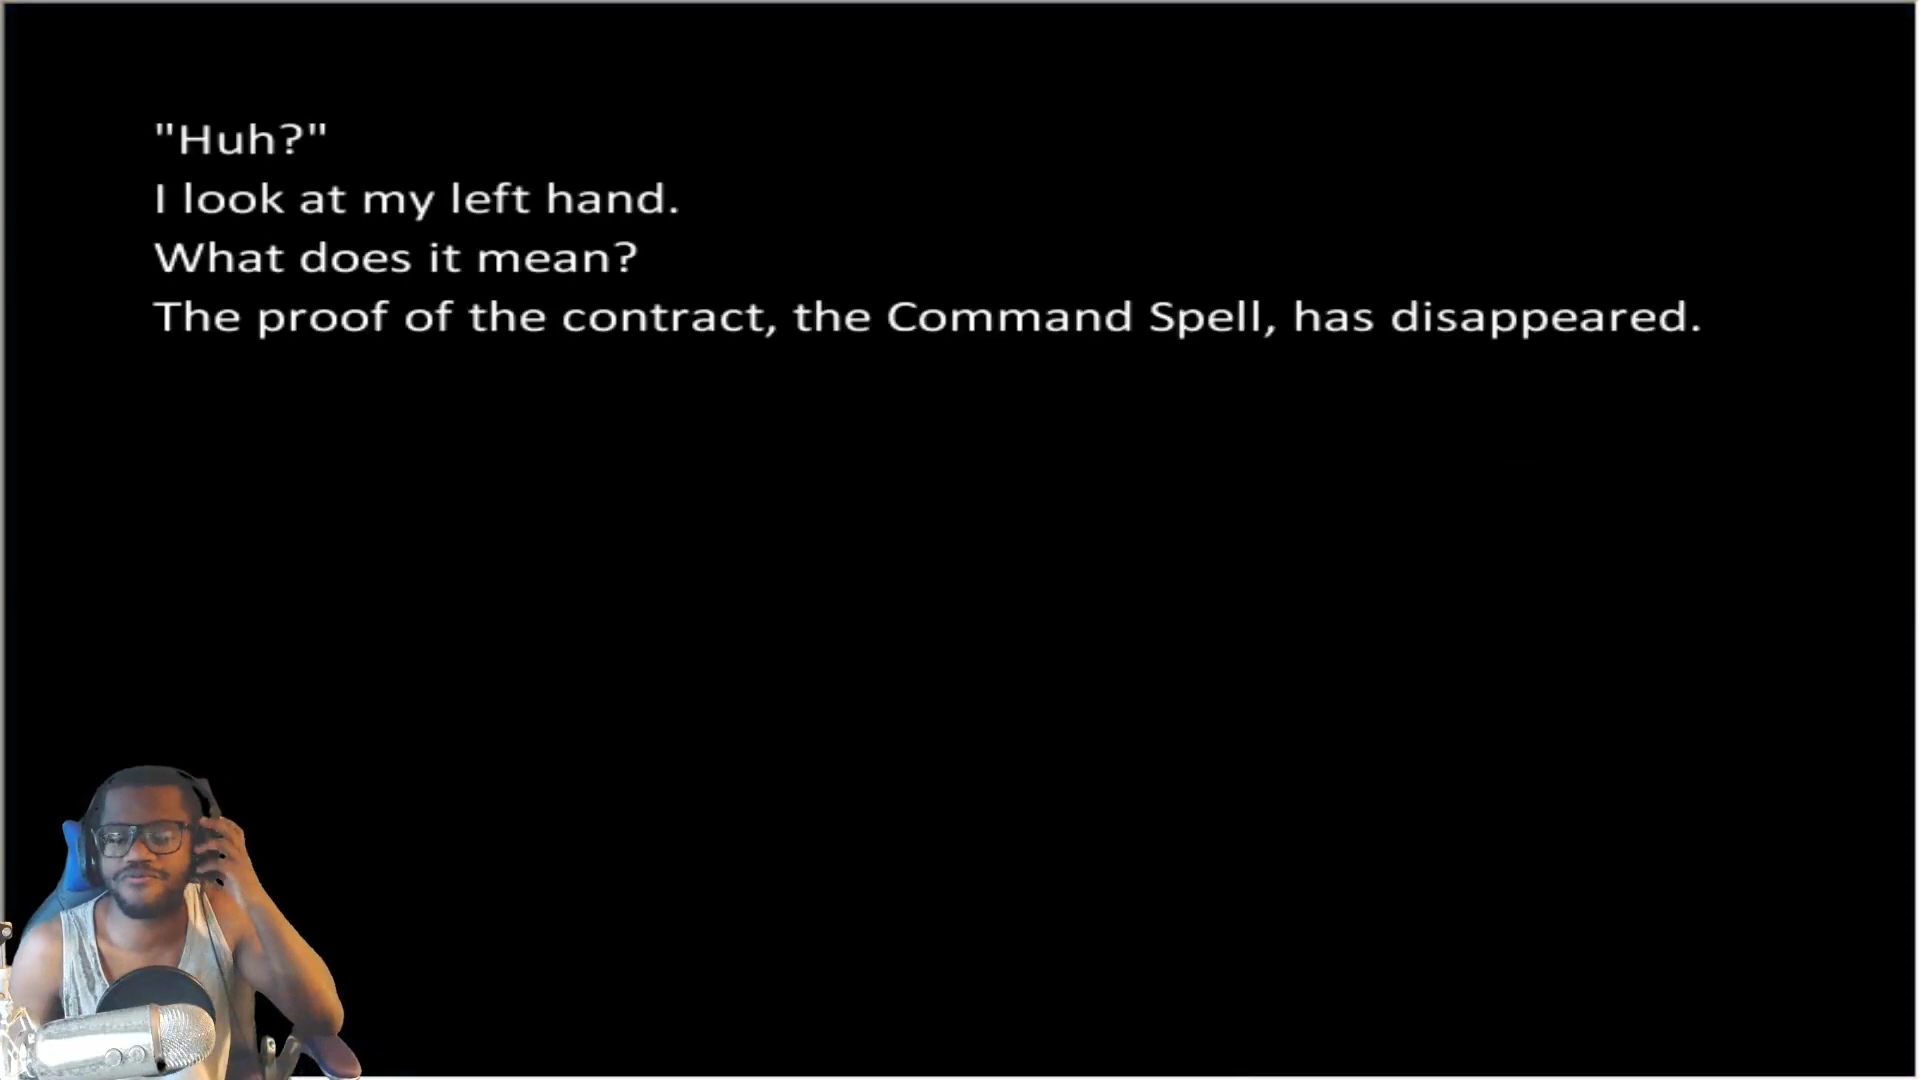 "Huh?"
I look at my left hand.
What does it mean?
The proof of the contract, the Command Spell, has disappeared.